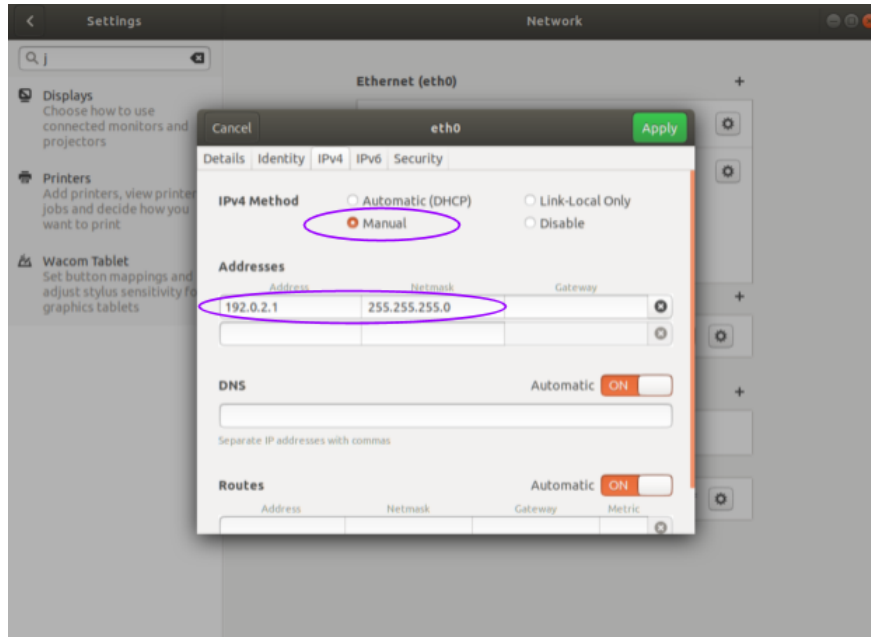 Settings
Network
j
Displays
Choose how to use
connected monitors and
projectors
Printers
Add printers, view printer
jobs and decide how you
want to print
Wacom Tablet
Set button mappings and
adjust stylus sensitivity fo
graphics tablets
Ethernet (eth0)
+
Cancel
eth0
Apply
Details Identity IPv4 IPv6 Security
IPv4 Method
Automatic (DHCP)
Link-Local Only
Manual
Disable
Addresses
Address Netmask Gateway
192.0.2.1 255.255.255.0
DNS
Automatic ON
Separate IP addresses with commas
Routes
Automatic ON
Address Netmask Gateway Metric
+
+